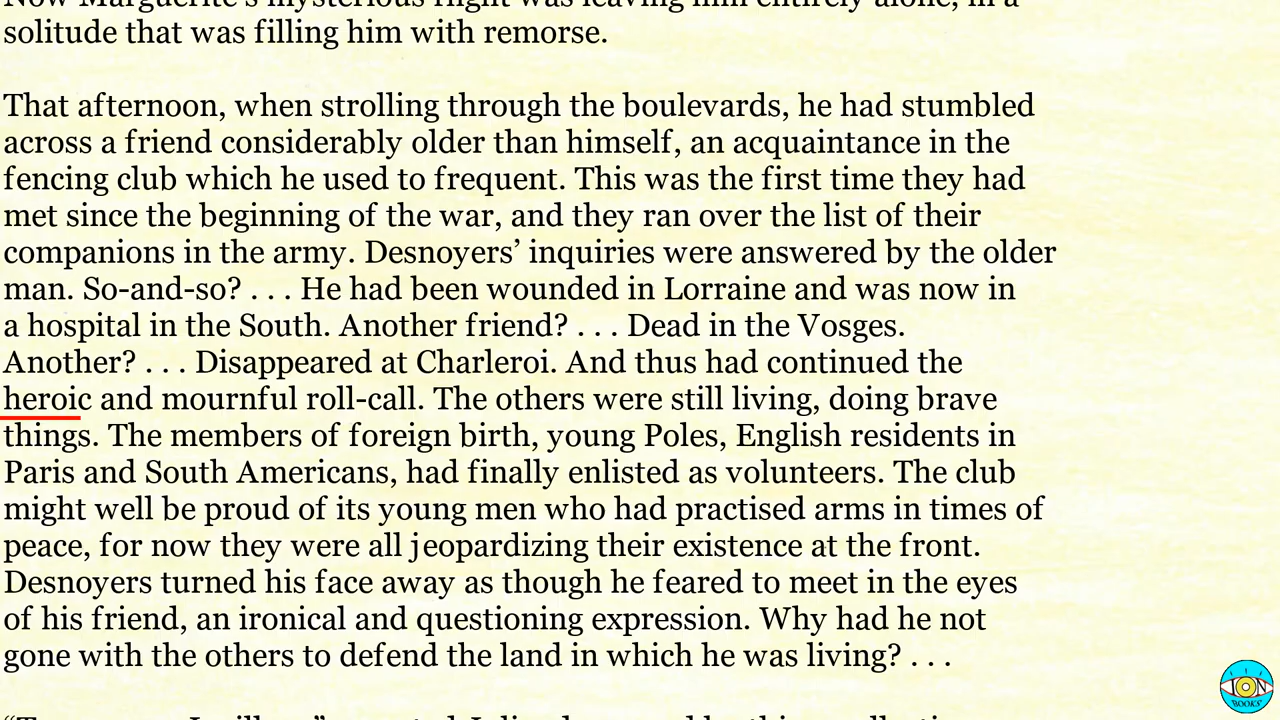 solitude that was filling him with remorse.
That afternoon, when strolling through the boulevards, he had stumbled
across a friend considerably older than himself, an acquaintance in the
fencing club which he used to frequent. This was the first time they had
met since the beginning of the war, and they ran over the list of their
companions in the army. Desnoyers’ inquiries were answered by the older
man. So-and-so? . . . He had been wounded in Lorraine and was now in
a hospital in the South. Another friend? . . . Dead in the Vosges.
Another? . . . Disappeared at Charleroi. And thus had continued the
heroic and mournful roll-call. The others were still living, doing brave
things. The members of foreign birth, young Poles, English residents in
Paris and South Americans, had finally enlisted as volunteers. The club
might well be proud of its young men who had practised arms in times of
peace, for now they were all jeopardizing their existence at the front.
Desnoyers turned his face away as though he feared to meet in the eyes
of his friend, an ironical and questioning expression. Why had he not
gone with the others to defend the land in which he was living? . . .
ION
BOOKS